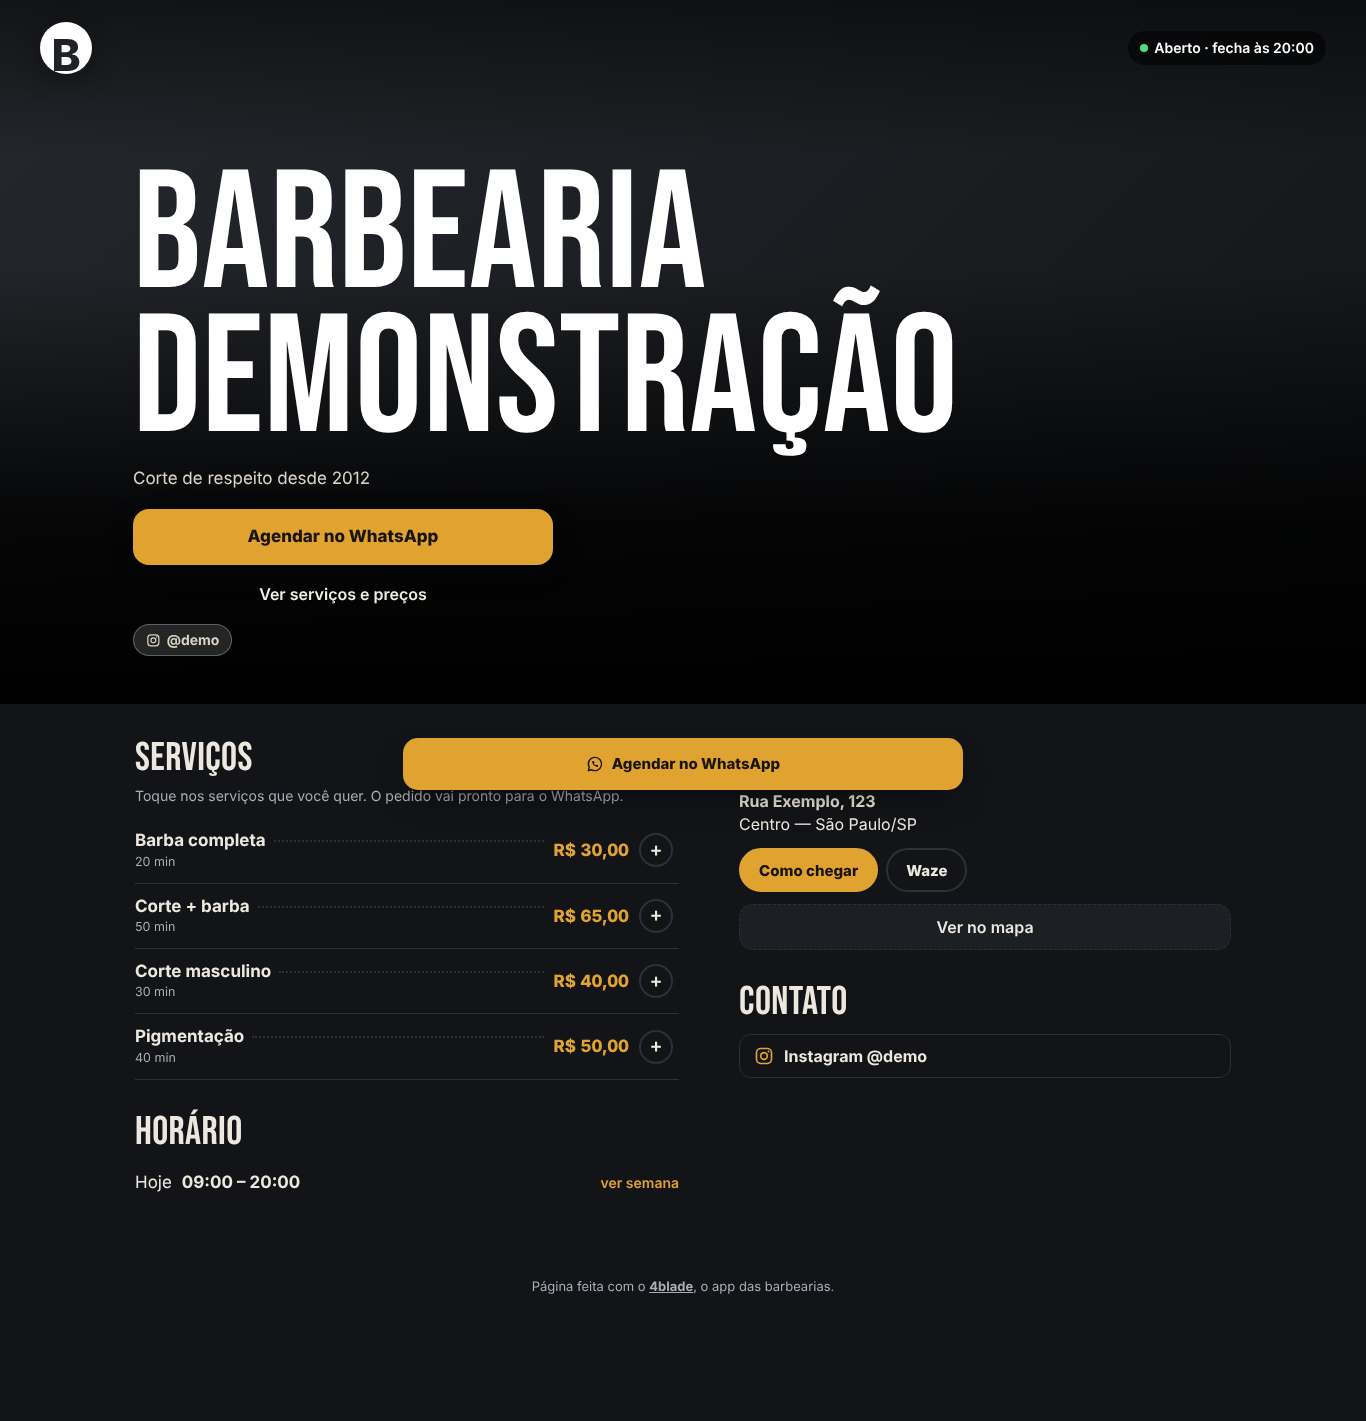 B
Aberto · fecha às 20:00
BARBEARIA
DEMONSTRAÇÃO
Corte de respeito desde 2012
Agendar no WhatsApp
Ver serviços e preços
@demo
SERVIÇOS
Agendar no WhatsApp
Toque nos serviços que você quer. O pedido vai pronto para o WhatsApp.
Barba completa R$ 30,00 +
20 min
Corte + barba R$ 65,00 +
50 min
Corte masculino R$ 40,00 +
30 min
Pigmentação R$ 50,00 +
40 min
HORÁRIO
Hoje 09:00 – 20:00 ver semana
Rua Exemplo, 123
Centro — São Paulo/SP
Como chegar Waze
Ver no mapa
CONTATO
Instagram @demo
Página feita com o 4blade, o app das barbearias.